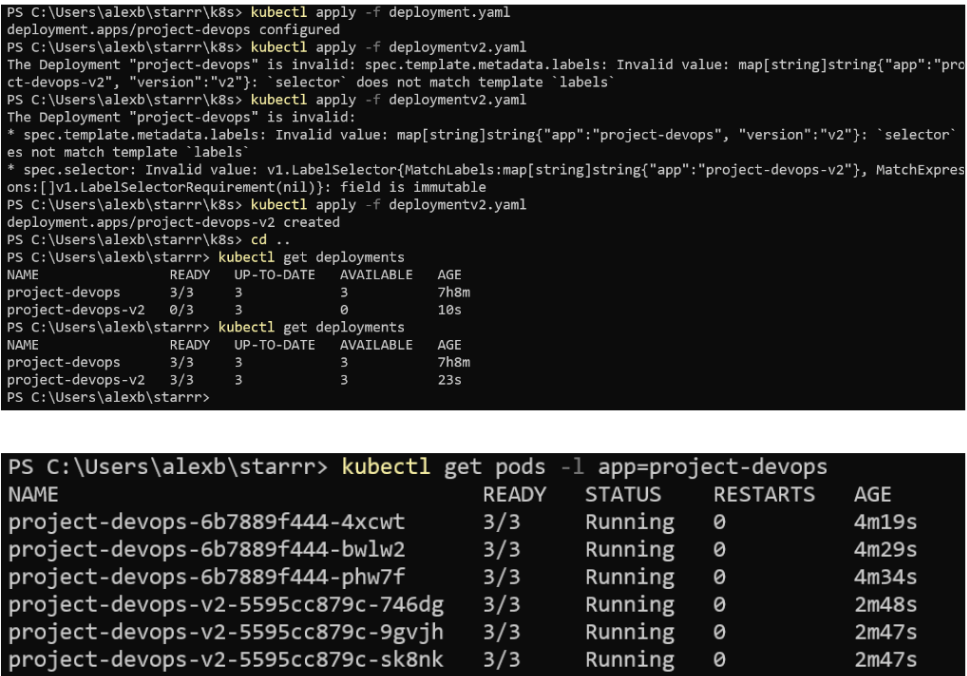 PS C:\Users\alexb\starrr\k8s> kubectl apply -f deployment.yaml
deployment.apps/project-devops configured
PS C:\Users\alexb\starrr\k8s> kubectl apply -f deploymentv2.yaml
The Deployment "project-devops" is invalid: spec.template.metadata.labels: Invalid value: map[string]string{"app":"pro
ct-devops-v2", "version":"v2"}: `selector` does not match template `labels`
PS C:\Users\alexb\starrr\k8s> kubectl apply -f deploymentv2.yaml
The Deployment "project-devops" is invalid:
* spec.template.metadata.labels: Invalid value: map[string]string{"app":"project-devops", "version":"v2"}: `selector`
es not match template `labels`
* spec.selector: Invalid value: v1.LabelSelector{MatchLabels:map[string]string{"app":"project-devops-v2"}, MatchExpres
ons:[]v1.LabelSelectorRequirement(nil)}: field is immutable
PS C:\Users\alexb\starrr\k8s> kubectl apply -f deploymentv2.yaml
deployment.apps/project-devops-v2 created
PS C:\Users\alexb\starrr\k8s> cd ..
PS C:\Users\alexb\starrr> kubectl get deployments
NAME READY UP-TO-DATE AVAILABLE AGE
project-devops 3/3 3 3 7h8m
project-devops-v2 0/3 3 0 10s
PS C:\Users\alexb\starrr> kubectl get deployments
NAME READY UP-TO-DATE AVAILABLE AGE
project-devops 3/3 3 3 7h8m
project-devops-v2 3/3 3 3 23s
PS C:\Users\alexb\starrr>
PS C:\Users\alexb\starrr> kubectl get pods -l app=project-devops
NAME READY STATUS RESTARTS AGE
project-devops-6b7889f444-4xcwt 3/3 Running 0 4m19s
project-devops-6b7889f444-bwlw2 3/3 Running 0 4m29s
project-devops-6b7889f444-phw7f 3/3 Running 0 4m34s
project-devops-v2-5595cc879c-746dg 3/3 Running 0 2m48s
project-devops-v2-5595cc879c-9gvjh 3/3 Running 0 2m47s
project-devops-v2-5595cc879c-sk8nk 3/3 Running 0 2m47s